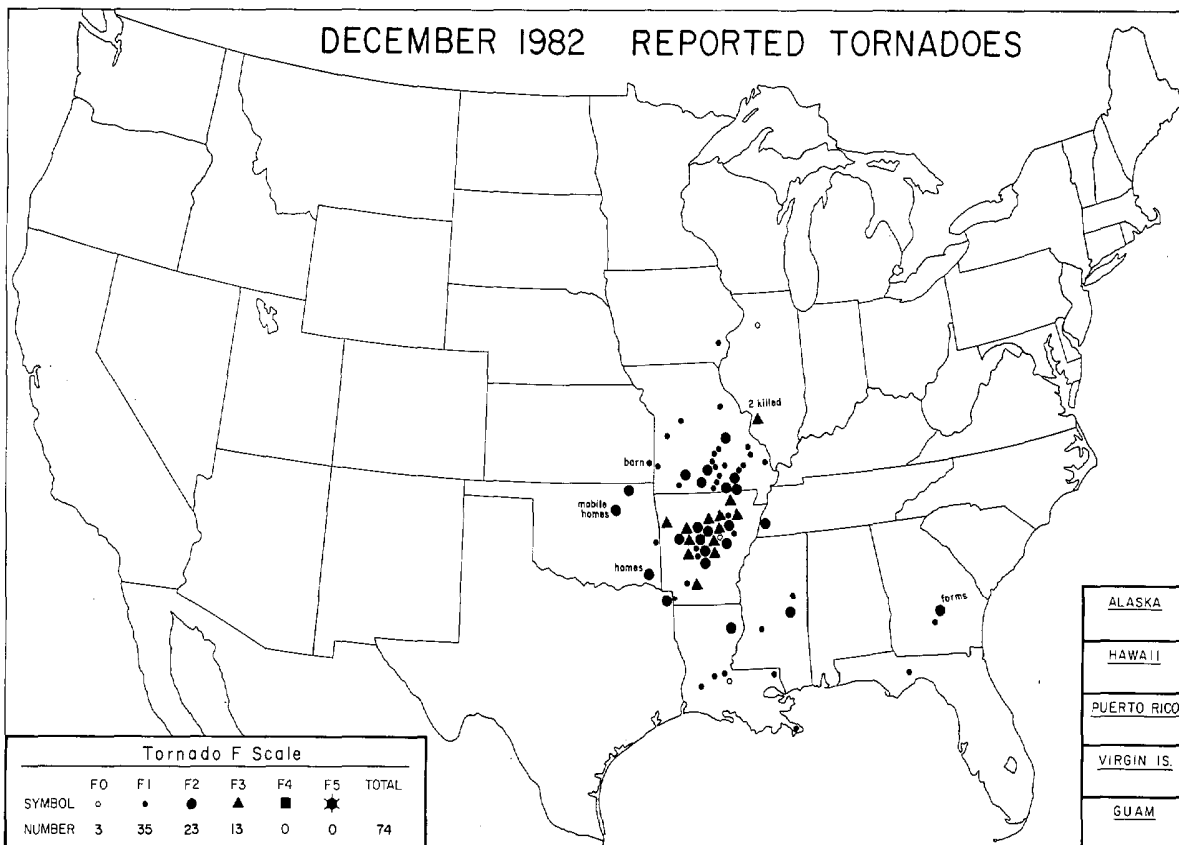 DECEMBER 1982 REPORTED TORNADOES
2 killed
barn
mobile
homes
homes
farms
ALASKA
HAWAII
PUERTO RICO
VIRGIN IS.
GUAM
Tornado F Scale
F0 F1 F2 F3 F4 F5 TOTAL
SYMBOL
NUMBER 3 35 23 13 0 0 74